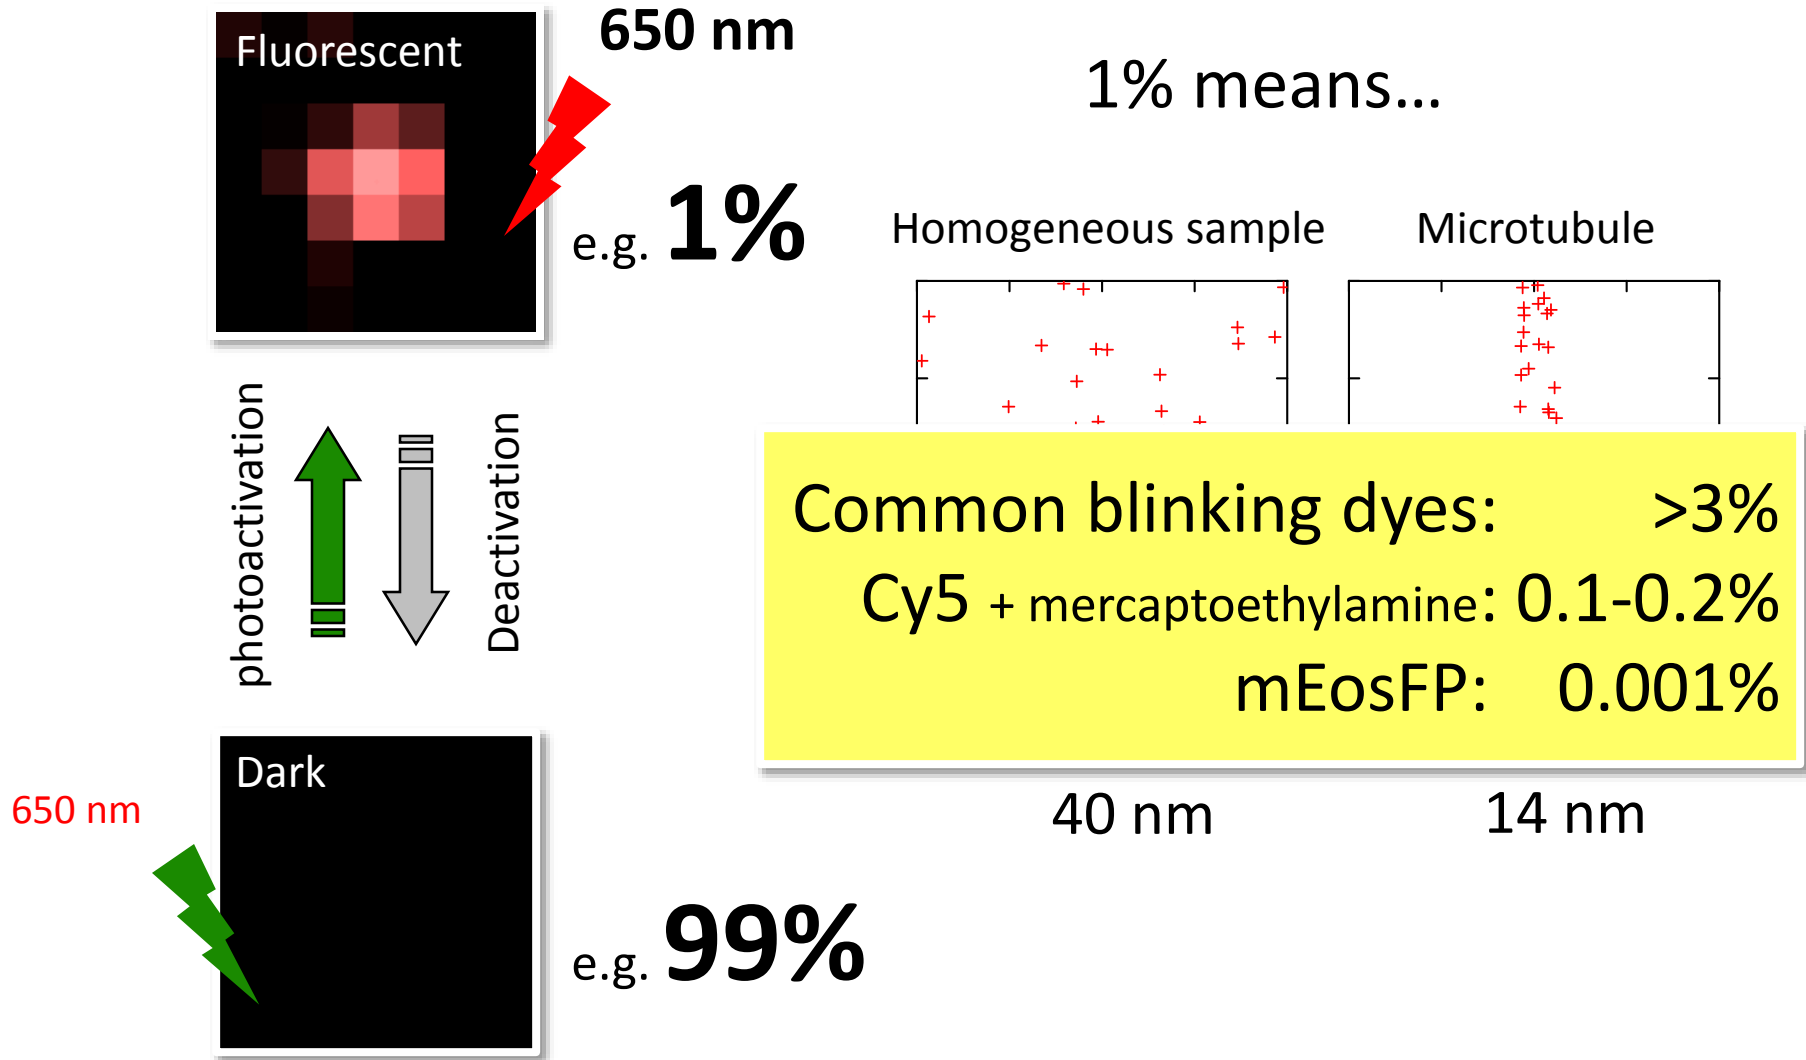 Fluorescent
650 nm
e.g. 1%
photoactivation
Deactivation
Dark
650 nm
e.g. 99%
1% means...
Homogeneous sample
Microtubule
Common blinking dyes: >3%
Cy5 + mercaptoethylamine: 0.1-0.2%
mEosFP: 0.001%
40 nm
14 nm